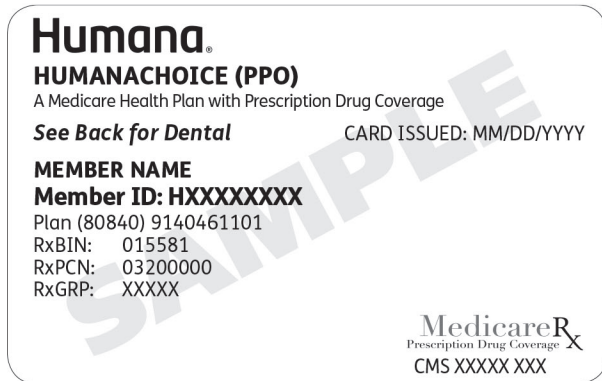 Humana.
HUMANACHOICE (PPO)
A Medicare Health Plan with Prescription Drug Coverage
See Back for Dental CARD ISSUED: MM/DD/YYYY
MEMBER NAME
Member ID: HXXXXXXXX
Plan (80840) 9140461101
RxBIN: 015581
RxPCN: 03200000
RxGRP: XXXXX
SAMPLE
MedicareRx
Prescription Drug Coverage
CMS XXXXX XXX